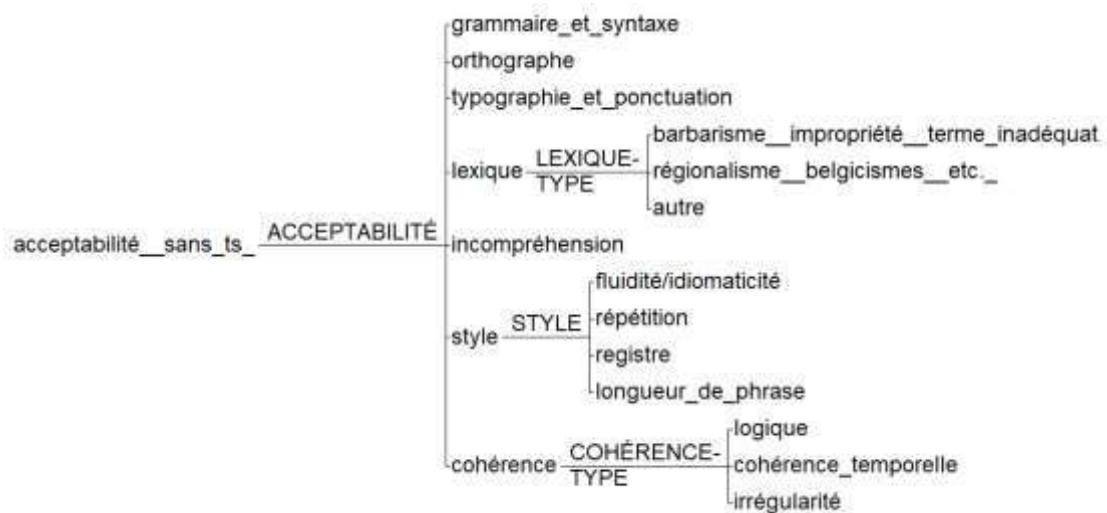 grammaire_et_syntaxe
orthographe
typographie_et_ponctuation
barbarisme__impropriété__terme_inadéquat
lexique LEXIQUE-TYPE régionalisme__belgicismes__etc._
autre
acceptabilité__sans_ts_ ACCEPTABILITÉ incompréhension
fluidité/idiomaticité
style STYLE répétition
registre
longueur_de_phrase
logique
cohérence COHÉRENCE-TYPE cohérence_temporelle
irrégularité